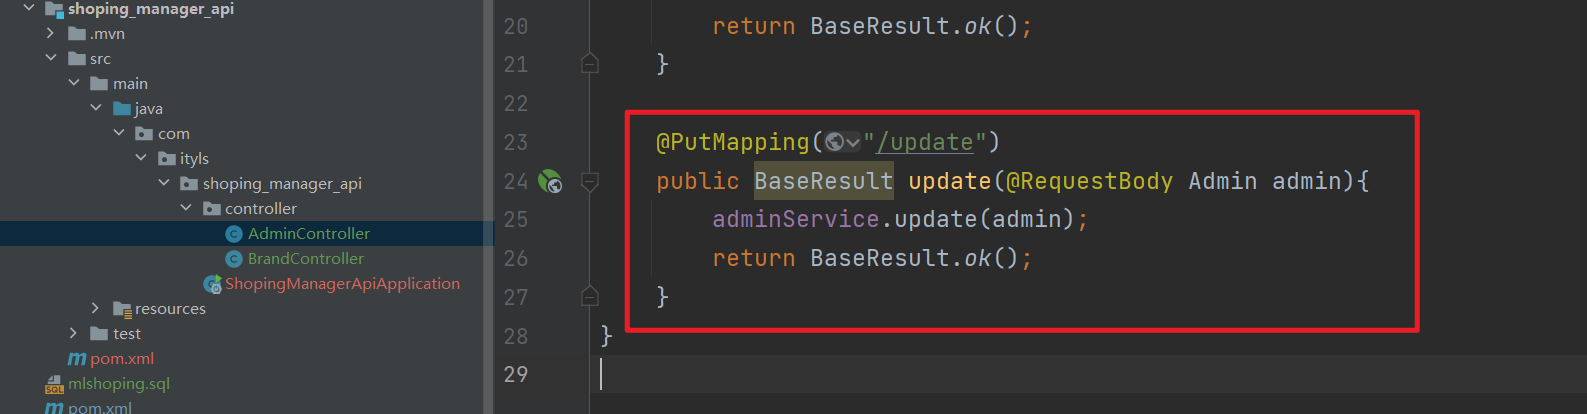 shoping_manager_api
.mvn
src
main
java
com
ityls
shoping_manager_api
controller
AdminController
BrandController
ShopingManagerApiApplication
resources
test
pom.xml
mlshoping.sql
pom.xml
20 return BaseResult.ok();
21 }
22
23 @PutMapping("/update")
24 public BaseResult update(@RequestBody Admin admin){
25 adminService.update(admin);
26 return BaseResult.ok();
27 }
28 }
29